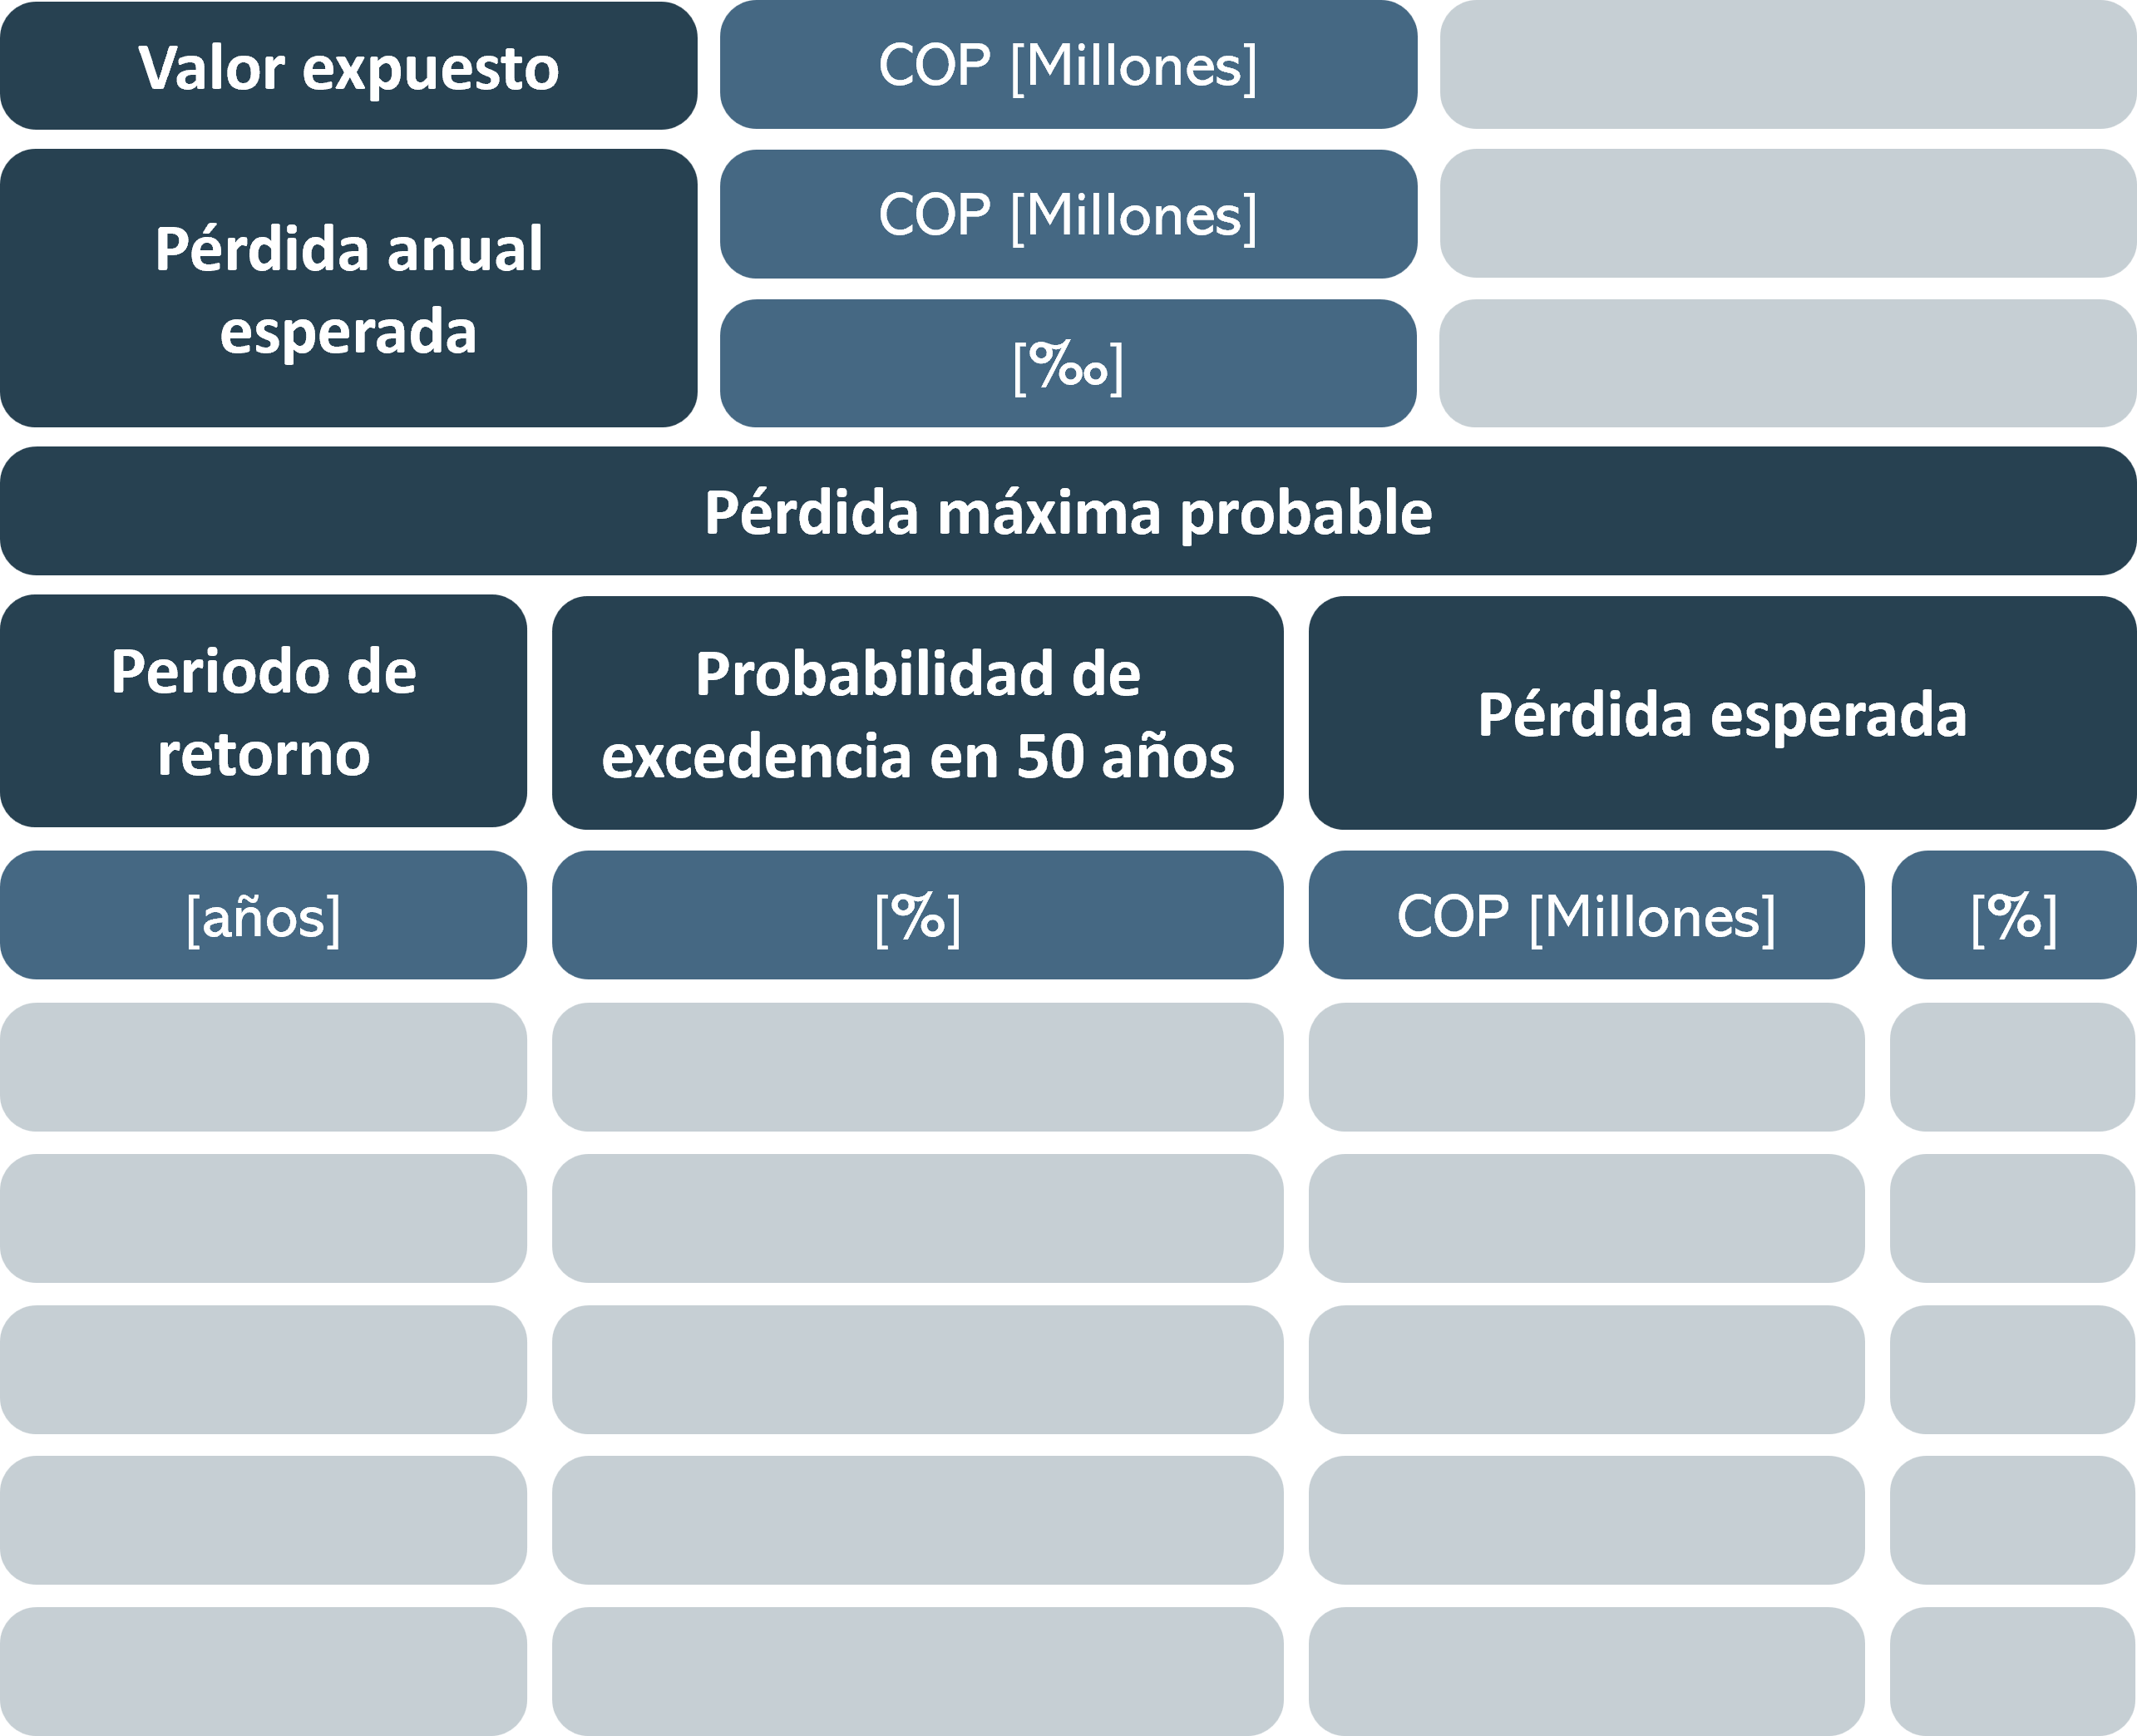 Valor expuesto
COP [Millones]
Pérdida anual
esperada
COP [Millones]
[‰]
Pérdida máxima probable
Periodo de
retorno
Probabilidad de
excedencia en 50 años
Pérdida esperada
[años]
[%]
COP [Millones]
[%]